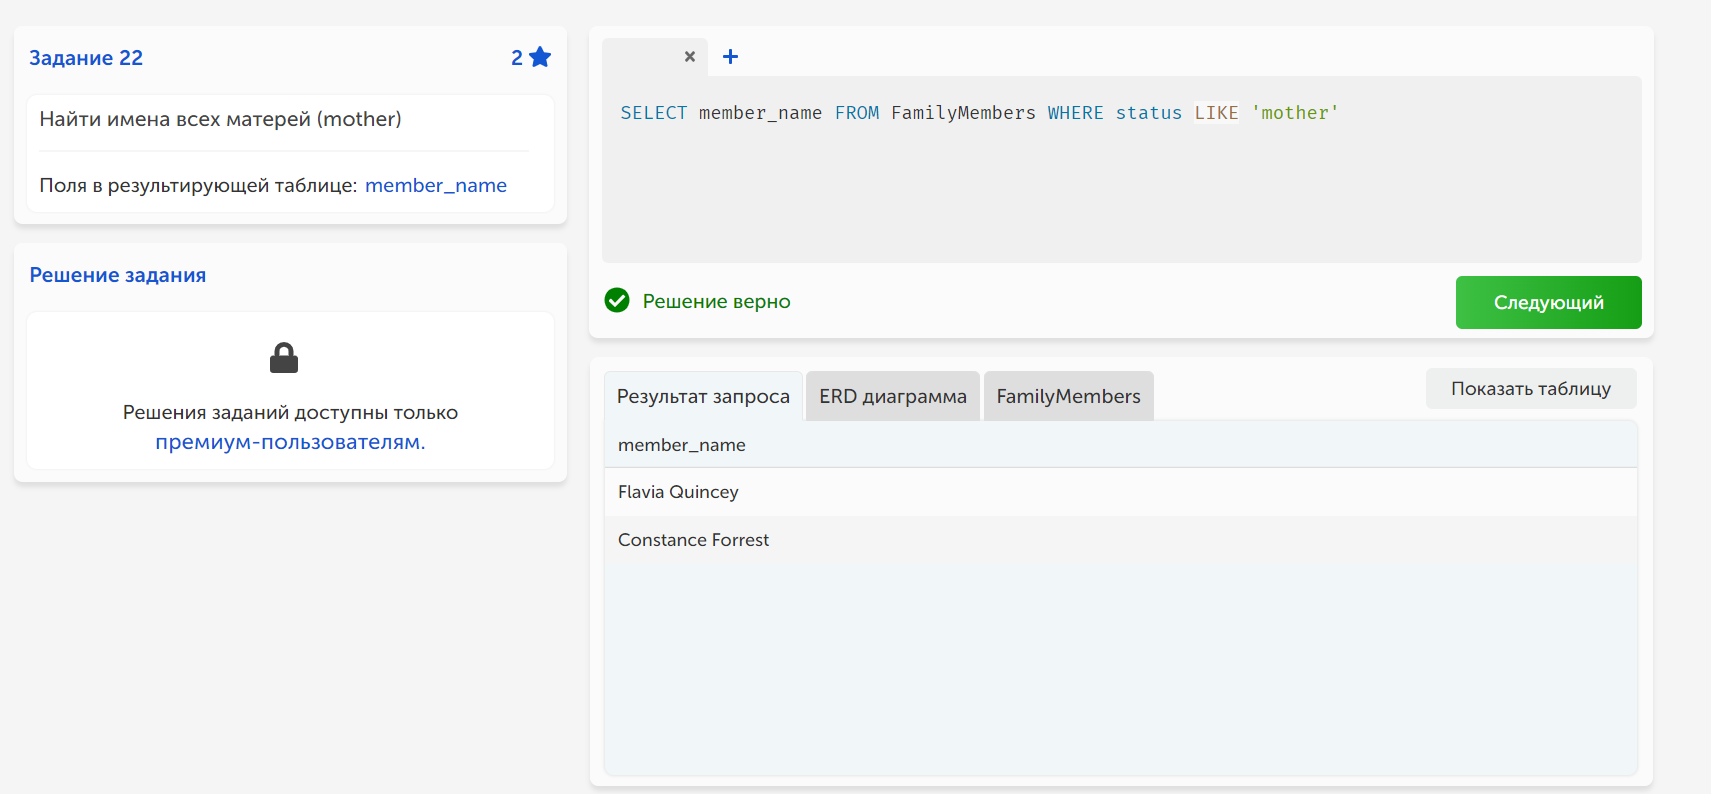 Задание 22
2
Найти имена всех матерей (mother)
Поля в результирующей таблице: member_name
Решение задания
Решения заданий доступны только
премиум-пользователям.
SELECT member_name FROM FamilyMembers WHERE status LIKE 'mother'
Решение верно
Следующий
Результат запроса
ERD диаграмма
FamilyMembers
Показать таблицу
member_name
Flavia Quincey
Constance Forrest